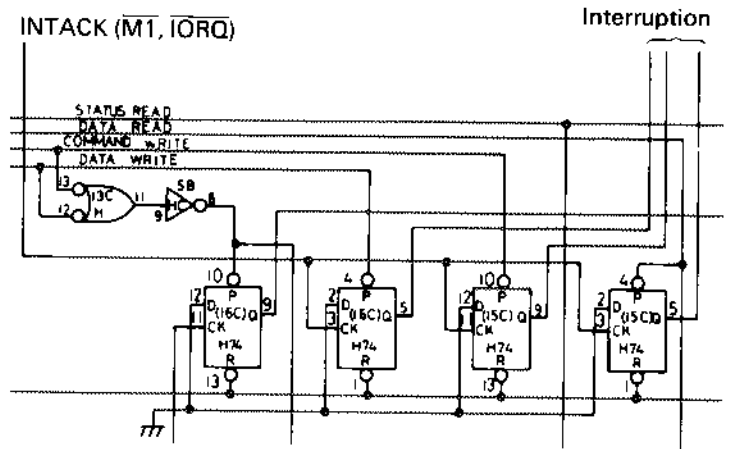 INTACK (M1, IORQ)
Interruption
STATUS READ
DATA READ
COMMAND WRITE
DATA WRITE
13
13C
H
12
11
5B
9
H
8
10
P
12
D
(16C)
Q
9
11
CK
H74
R
13
4
P
2
D
(16C)
Q
5
3
CK
H74
R
1
10
P
12
D
(15C)
Q
9
11
CK
H74
R
13
4
P
2
D
(15C)
Q
5
3
CK
H74
R
1